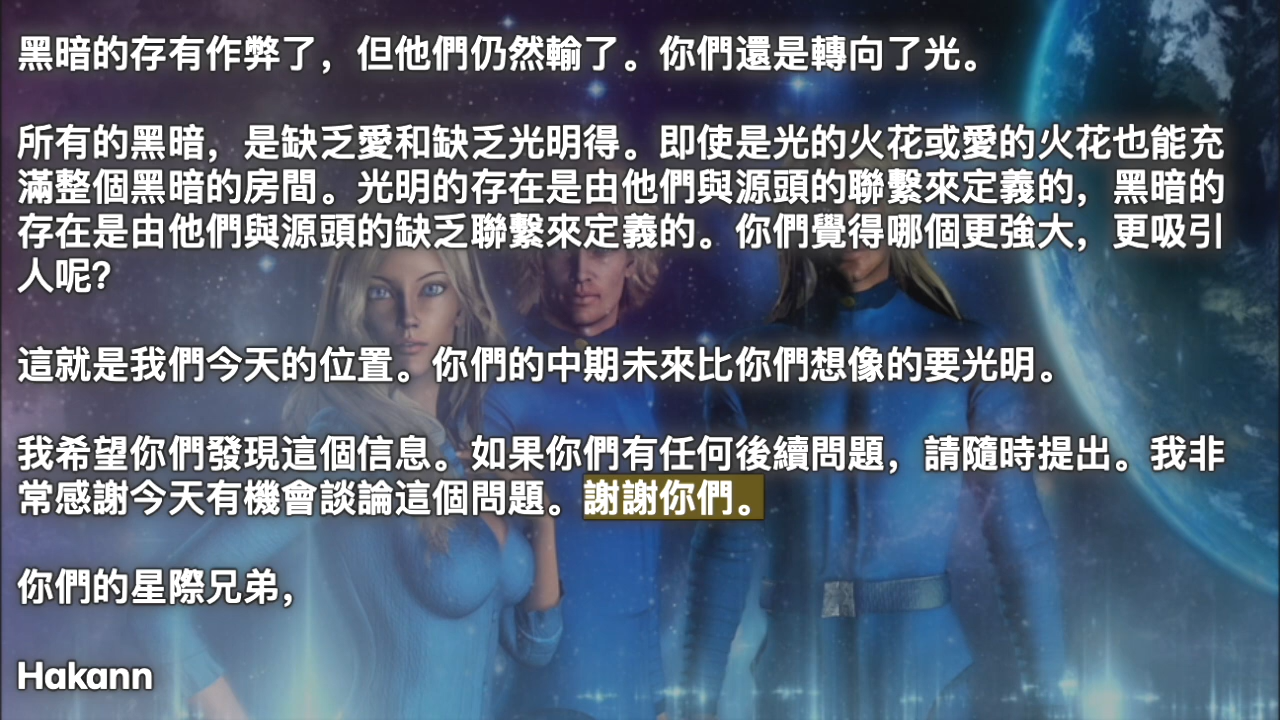 黑暗的存有作弊了，但他們仍然輸了。你們還是轉向了光。
所有的黑暗，是缺乏愛和缺乏光明得。即使是光的火花或愛的火花也能充
滿整個黑暗的房間。光明的存在是由他們與源頭的聯繫來定義的，黑暗的
存在是由他們與源頭的缺乏聯繫來定義的。你們覺得哪個更強大，更吸引
人呢？
這就是我們今天的位置。你們的中期未來比你們想像的要光明。
我希望你們發現這個信息。如果你們有任何後續問題，請隨時提出。我非
常感謝今天有機會談論這個問題。謝謝你們。
你們的星際兄弟，
Hakann